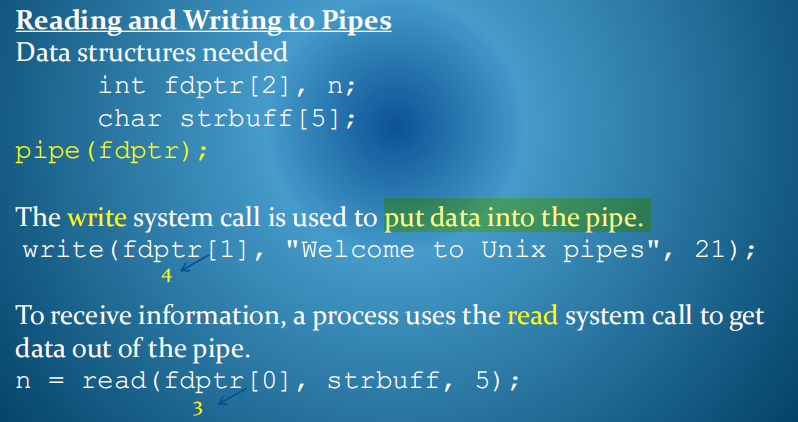 Reading and Writing to Pipes
Data structures needed
int fdptr[2], n;
char strbuff[5];
pipe(fdptr);
The write system call is used to put data into the pipe.
write(fdptr[1], "Welcome to Unix pipes", 21);
4
To receive information, a process uses the read system call to get
data out of the pipe.
n = read(fdptr[0], strbuff, 5);
3